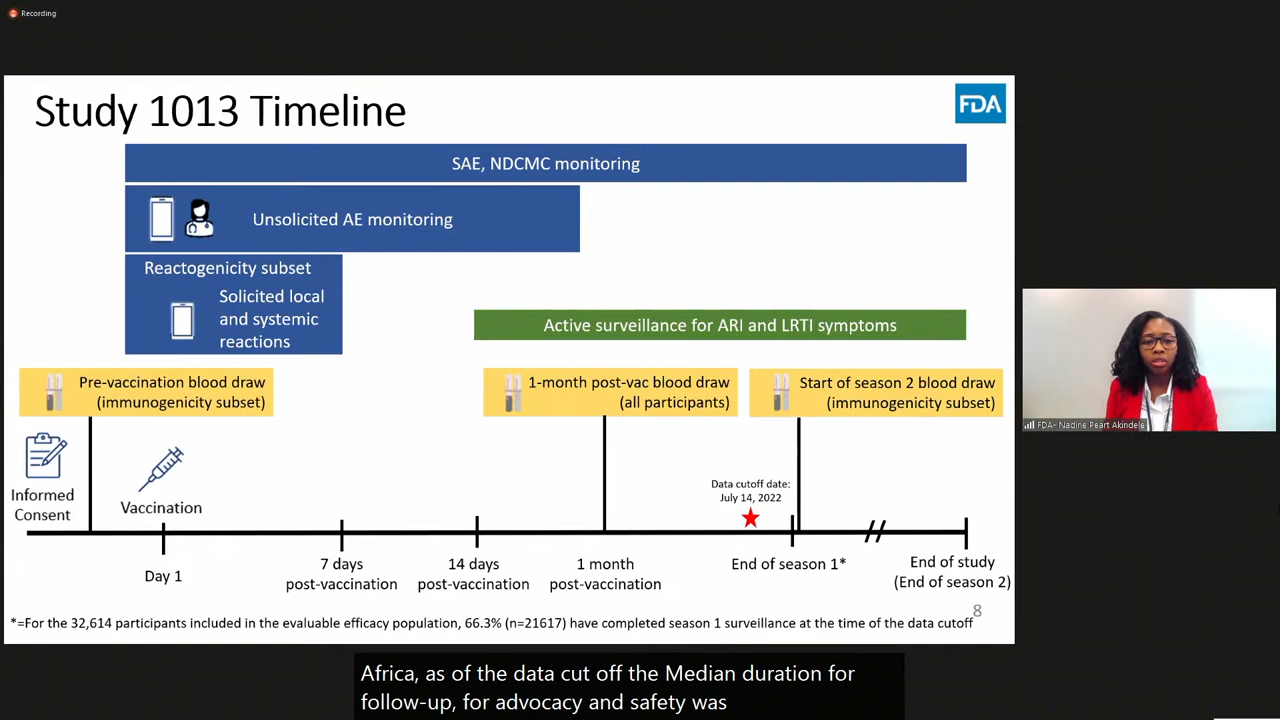 Recording
Study 1013 Timeline
FDA
SAE, NDCMC monitoring
Unsolicited AE monitoring
Reactogenicity subset
Solicited local
and systemic
reactions
Active surveillance for ARI and LRTI symptoms
Pre-vaccination blood draw
(immunogenicity subset)
1-month post-vac blood draw
(all participants)
Start of season 2 blood draw
(immunogenicity subset)
Informed
Consent
Vaccination
Data cutoff date:
July 14, 2022
Day 1
7 days
post-vaccination
14 days
post-vaccination
1 month
post-vaccination
End of season 1*
End of study
(End of season 2)
8
*=For the 32,614 participants included in the evaluable efficacy population, 66.3% (n=21617) have completed season 1 surveillance at the time of the data cutoff
FDA- Nadine Peart Akindele
Africa, as of the data cut off the Median duration for
follow-up, for advocacy and safety was